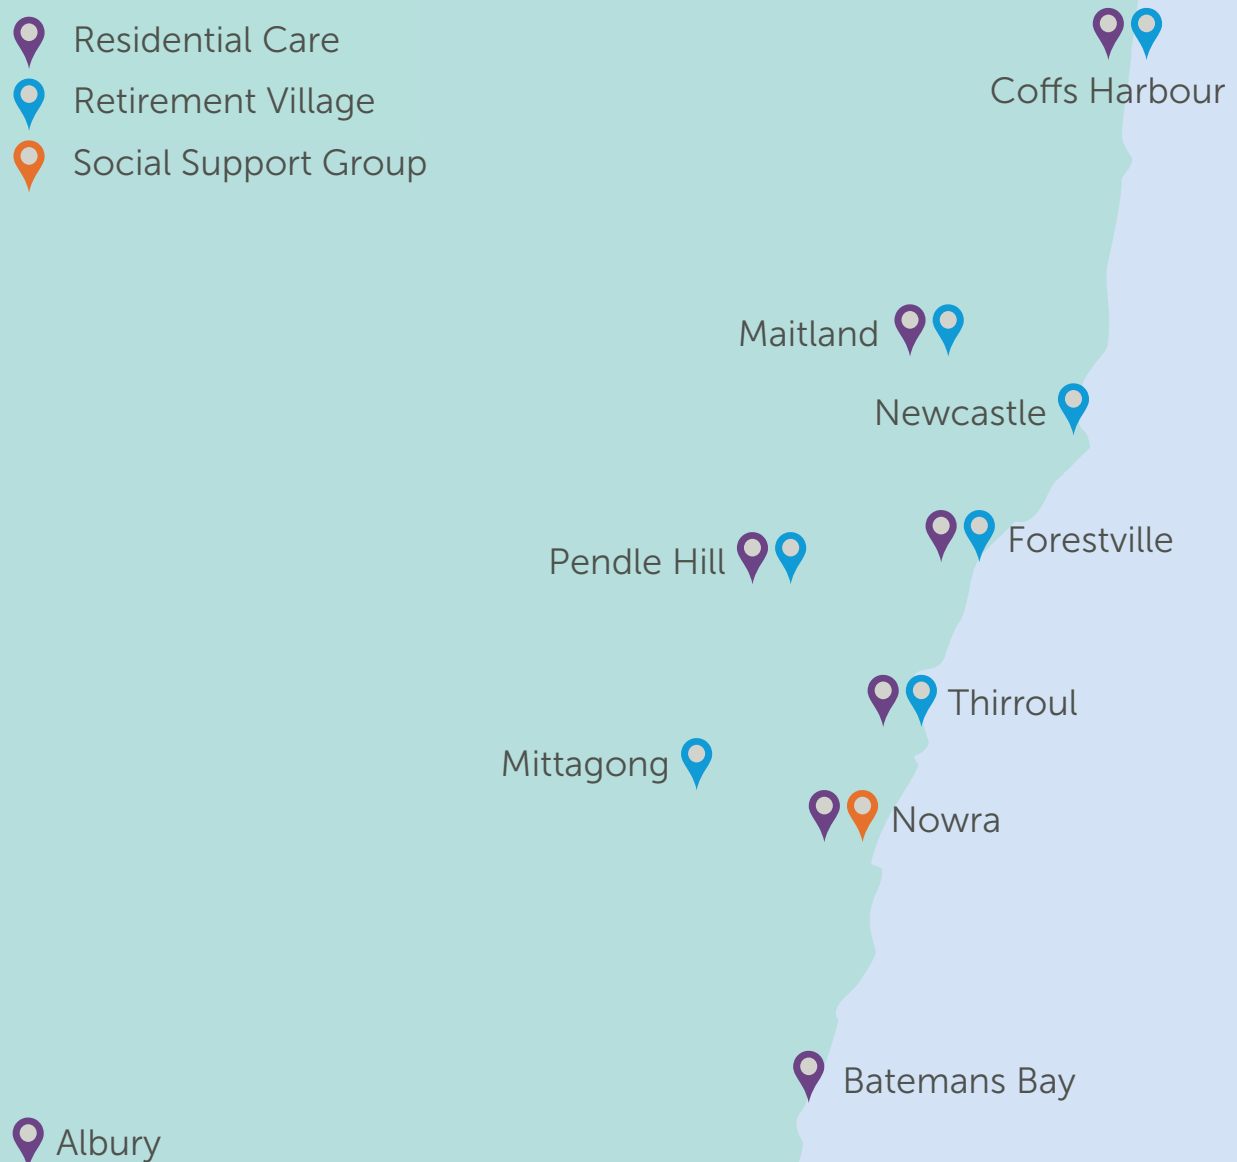 Residential Care
Retirement Village
Social Support Group
Coffs Harbour
Maitland
Newcastle
Forestville
Pendle Hill
Thirroul
Mittagong
Nowra
Batemans Bay
Albury